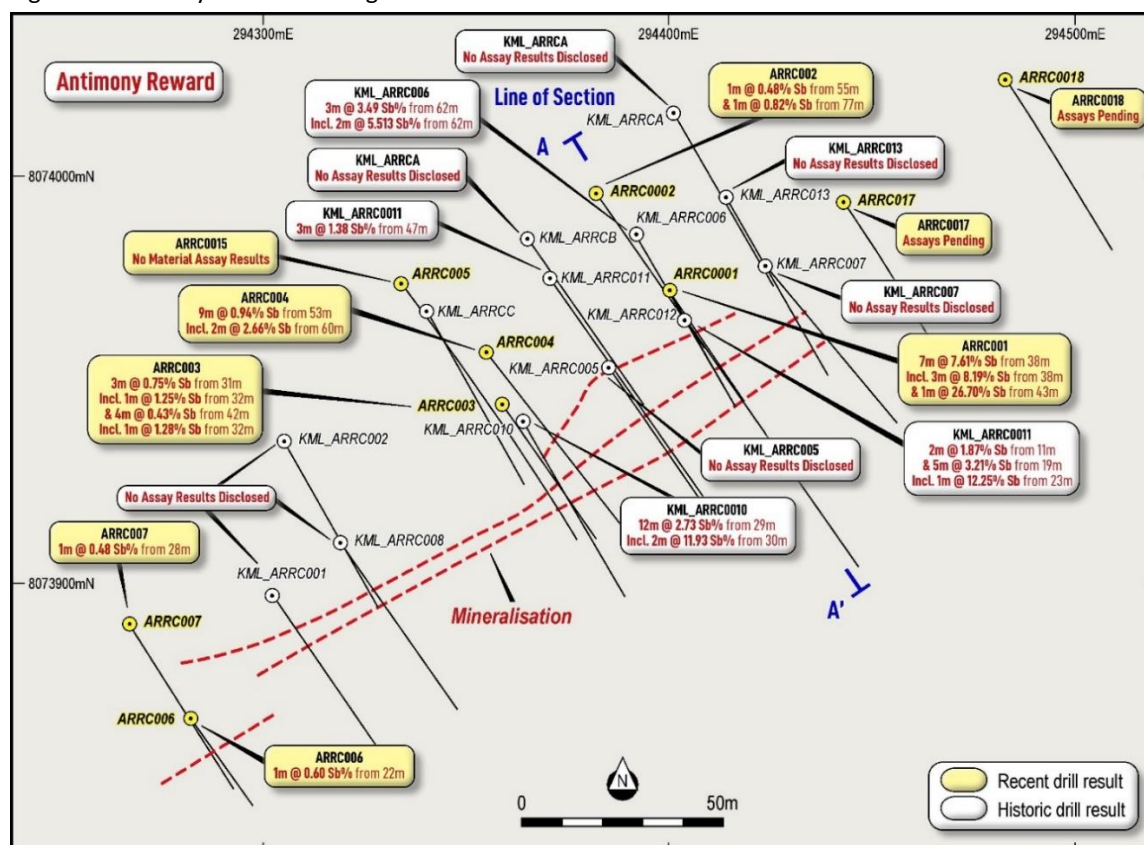 294300mE
294400mE
294500mE
Antimony Reward
KML_ARRCA
No Assay Results Disclosed
KML_ARRC006
3m @ 3.49 Sb% from 62m
Incl. 2m @ 5.513 Sb% from 62m
Line of Section
ARRC002
1m @ 0.48% Sb from 55m
& 1m @ 0.82% Sb from 77m
ARRC0018
ARRC0018
Assays Pending
KML_ARRCA
A
KML_ARRCA
No Assay Results Disclosed
KML_ARRC013
No Assay Results Disclosed
8074000mN
ARRC0002
KML_ARRC013
ARRC017
KML_ARRC0011
3m @ 1.38 Sb% from 47m
KML_ARRC006
KML_ARRCB
ARRC0017
Assays Pending
ARRC0015
No Material Assay Results
ARRC005
KML_ARRC011
ARRC0001
KML_ARRC007
KML_ARRC007
No Assay Results Disclosed
ARRC004
9m @ 0.94% Sb from 53m
Incl. 2m @ 2.66% Sb from 60m
KML_ARRCC
KML_ARRC012
ARRC004
ARRC001
7m @ 7.61% Sb from 38m
Incl. 3m @ 8.19% Sb from 38m
& 1m @ 26.70% Sb from 43m
ARRC003
3m @ 0.75% Sb from 31m
Incl. 1m @ 1.25% Sb from 32m
& 4m @ 0.43% Sb from 42m
Incl. 1m @ 1.28% Sb from 32m
KML_ARRC005
ARRC003
KML_ARRC010
KML_ARRC002
KML_ARRC005
No Assay Results Disclosed
KML_ARRC0011
2m @ 1.87% Sb from 11m
& 5m @ 3.21% Sb from 19m
Incl. 1m @ 12.25% Sb from 23m
No Assay Results Disclosed
KML_ARRC0010
12m @ 2.73 Sb% from 29m
Incl. 2m @ 11.93 Sb% from 30m
ARRC007
1m @ 0.48 Sb% from 28m
KML_ARRC008
KML_ARRC001
8073900mN
A'
Mineralisation
ARRC007
ARRC006
ARRC006
1m @ 0.60 Sb% from 22m
N
0
50m
Recent drill result
Historic drill result